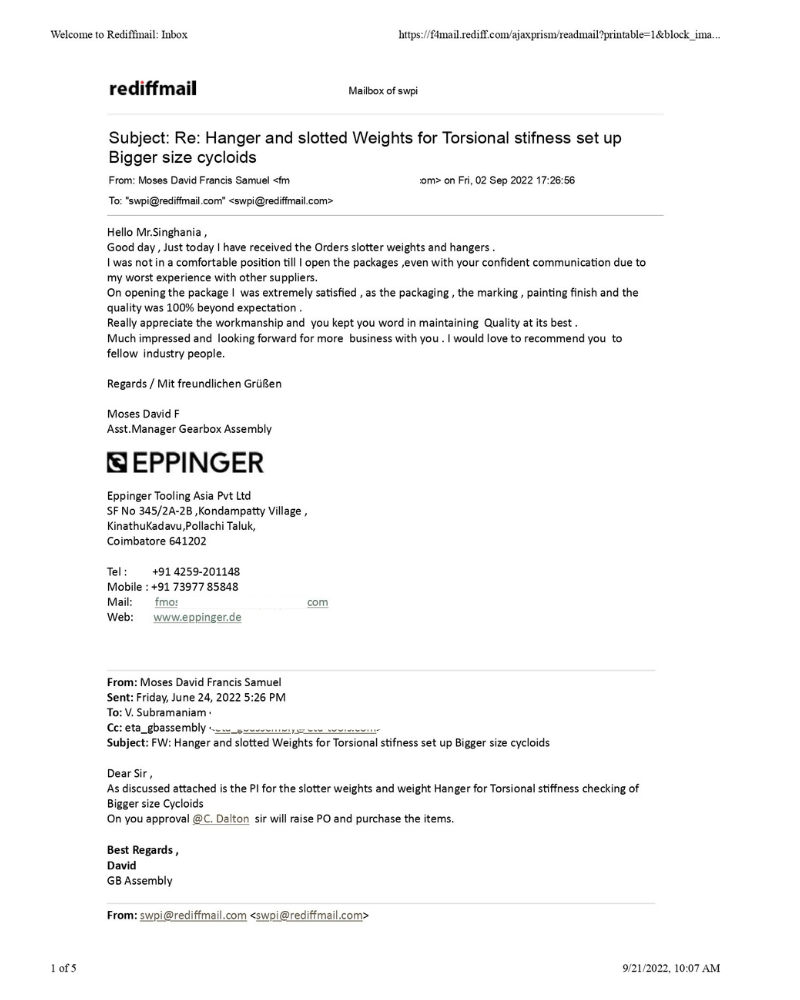 Welcome to Rediffmail: Inbox
https://f4mail.rediff.com/ajaxprism/readmail?printable=1&block_ima...
rediffmail
Mailbox of swpi
Subject: Re: Hanger and slotted Weights for Torsional stifness set up
Bigger size cycloids
From: Moses David Francis Samuel <fm om> on Fri, 02 Sep 2022 17:26:56
To: "swpi@rediffmail.com" <swpi@rediffmail.com>
Hello Mr.Singhania ,
Good day , Just today I have received the Orders slotter weights and hangers .
I was not in a comfortable position till I open the packages ,even with your confident communication due to
my worst experience with other suppliers.
On opening the package I was extremely satisfied , as the packaging , the marking , painting finish and the
quality was 100% beyond expectation .
Really appreciate the workmanship and you kept you word in maintaining Quality at its best .
Much impressed and looking forward for more business with you . I would love to recommend you to
fellow industry people.
Regards / Mit freundlichen Grüßen
Moses David F
Asst.Manager Gearbox Assembly
EPPINGER
Eppinger Tooling Asia Pvt Ltd
SF No 345/2A-2B ,Kondampatty Village ,
KinathuKadavu,Pollachi Taluk,
Coimbatore 641202
Tel : +91 4259-201148
Mobile : +91 73977 85848
Mail: fmo com
Web: www.eppinger.de
From: Moses David Francis Samuel
Sent: Friday, June 24, 2022 5:26 PM
To: V. Subramaniam
Cc: eta_gbassembly
Subject: FW: Hanger and slotted Weights for Torsional stifness set up Bigger size cycloids
Dear Sir ,
As discussed attached is the PI for the slotter weights and weight Hanger for Torsional stiffness checking of
Bigger size Cycloids
On you approval @C. Dalton sir will raise PO and purchase the items.
Best Regards ,
David
GB Assembly
From: swpi@rediffmail.com <swpi@rediffmail.com>
1 of 5
9/21/2022, 10:07 AM